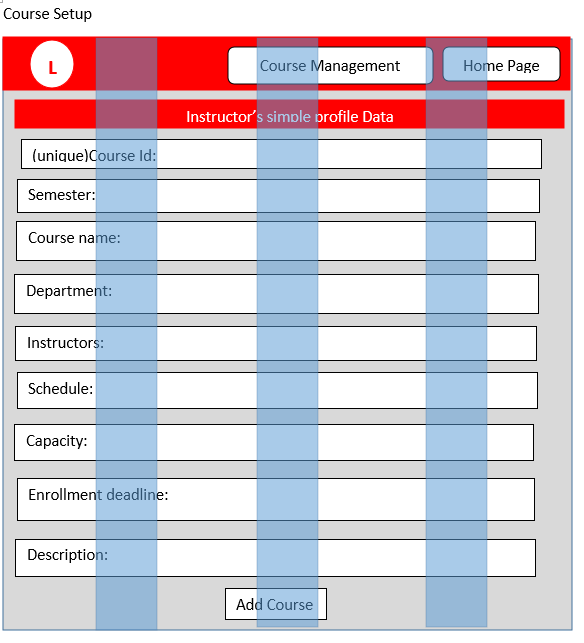 Course Setup
L
Course Management
Home Page
Instructor's simple profile Data
(unique)Course Id:
Semester:
Course name:
Department:
Instructors:
Schedule:
Capacity:
Enrollment deadline:
Description:
Add Course